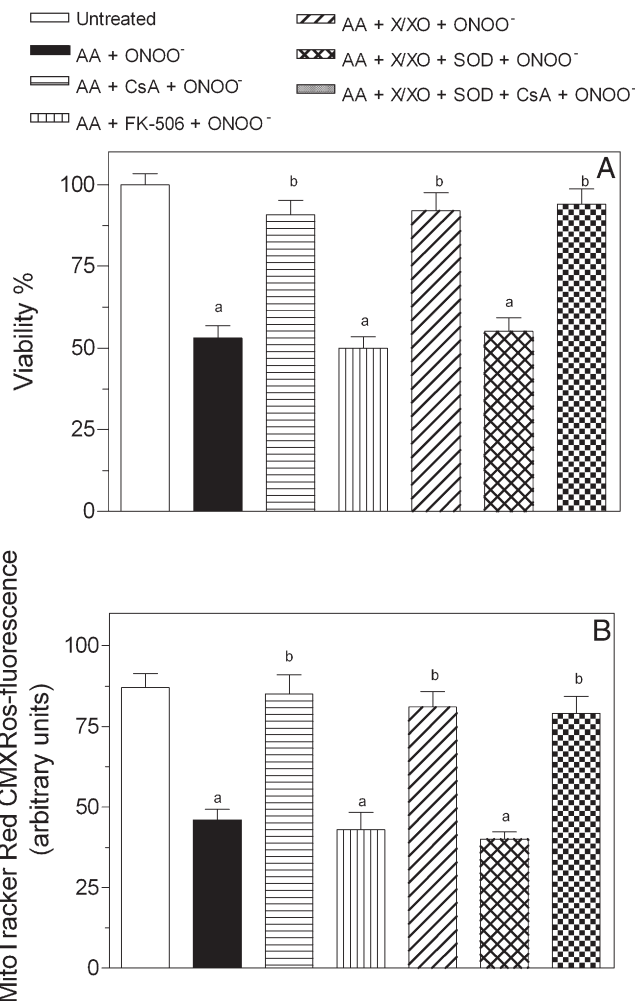 Untreated
AA + ONOO⁻
AA + CsA + ONOO⁻
AA + FK-506 + ONOO⁻
AA + X/XO + ONOO⁻
AA + X/XO + SOD + ONOO⁻
AA + X/XO + SOD + CsA + ONOO⁻
A
Viability %
100
75
50
25
0
a
b
a
b
a
b
B
MitoTracker Red CMXRos-fluorescence
(arbitrary units)
100
75
50
25
0
a
b
a
b
a
b